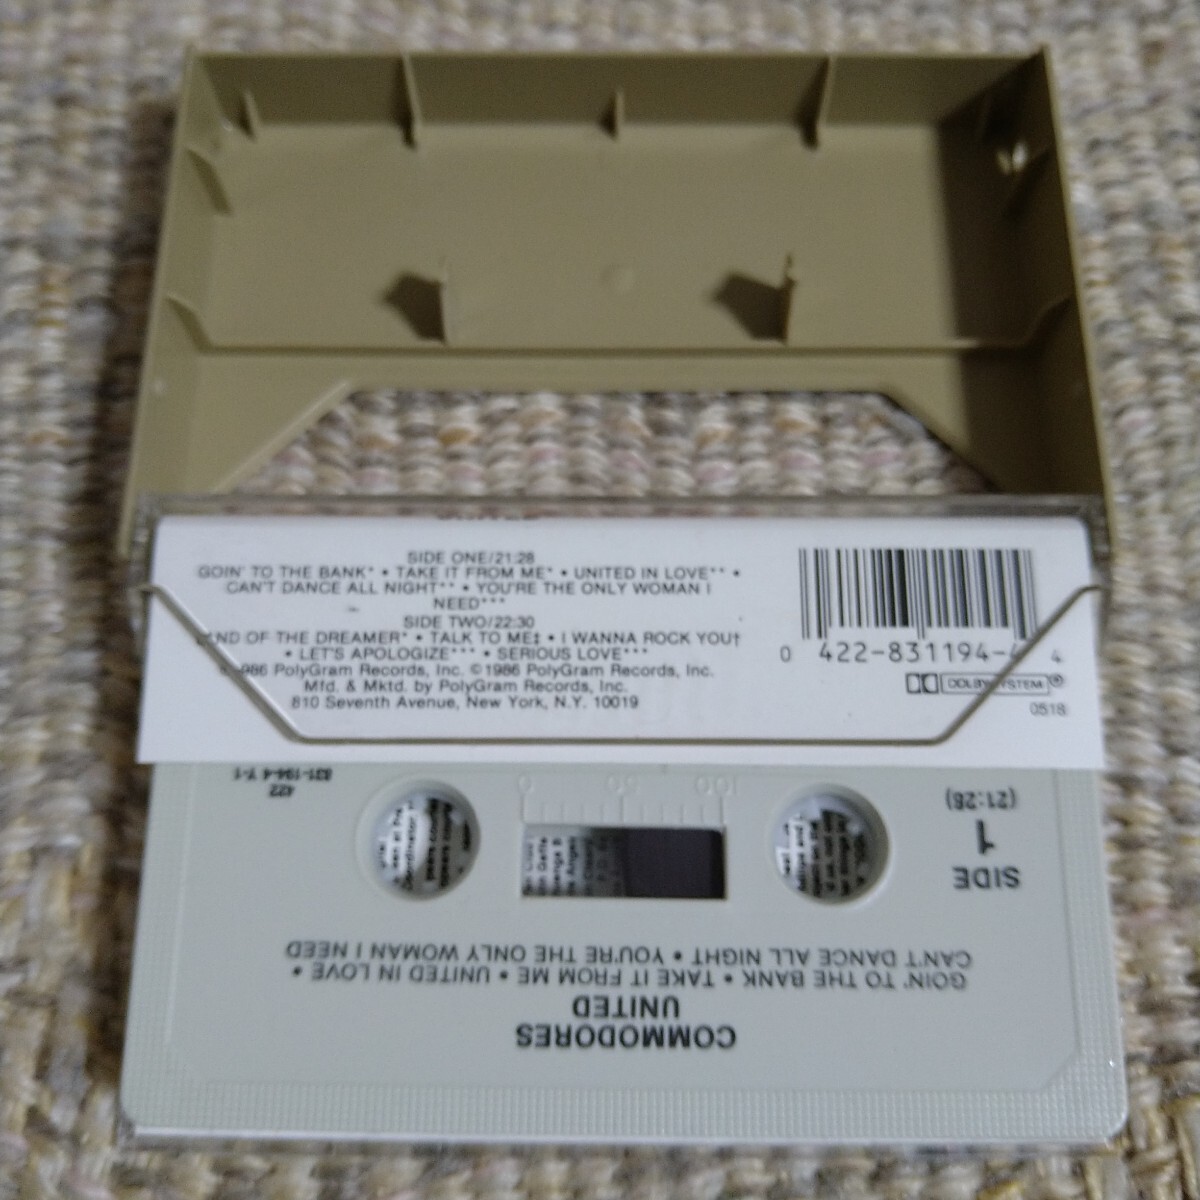 SIDE ONE/21:28
GOIN' TO THE BANK* • TAKE IT FROM ME* • UNITED IN LOVE** •
CAN'T DANCE ALL NIGHT** • YOU'RE THE ONLY WOMAN I
NEED***
SIDE TWO/22:30
LAND OF THE DREAMER* • TALK TO ME‡ • I WANNA ROCK YOU†
• LET'S APOLOGIZE*** • SERIOUS LOVE***
1986 PolyGram Records, Inc. © 1986 PolyGram Records, Inc.
Mfd. & Mktd. by PolyGram Records, Inc.
810 Seventh Avenue, New York, N.Y. 10019
0 422-831194-4 4
DOLBY SYSTEM ®
0518
COMMODORES
UNITED
GOIN' TO THE BANK • TAKE IT FROM ME • UNITED IN LOVE •
CAN'T DANCE ALL NIGHT • YOU'RE THE ONLY WOMAN I NEED
SIDE
1
(21:28)
100 50 0
422
831-194-4 Y-1